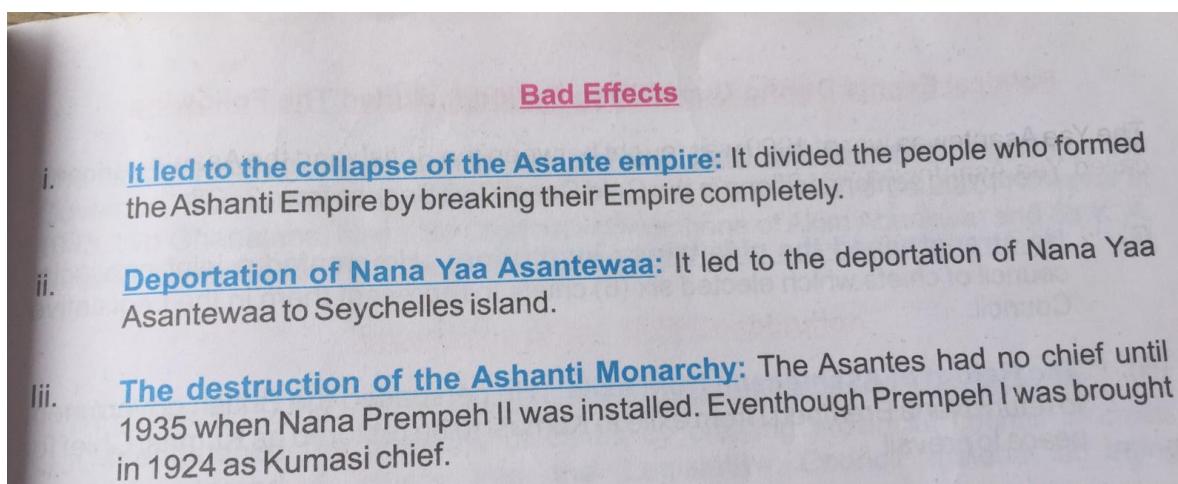 Bad Effects
i. It led to the collapse of the Asante empire: It divided the people who formed
the Ashanti Empire by breaking their Empire completely.
ii. Deportation of Nana Yaa Asantewaa: It led to the deportation of Nana Yaa
Asantewaa to Seychelles island.
Iii. The destruction of the Ashanti Monarchy: The Asantes had no chief until
1935 when Nana Prempeh II was installed. Eventhough Prempeh I was brought
in 1924 as Kumasi chief.